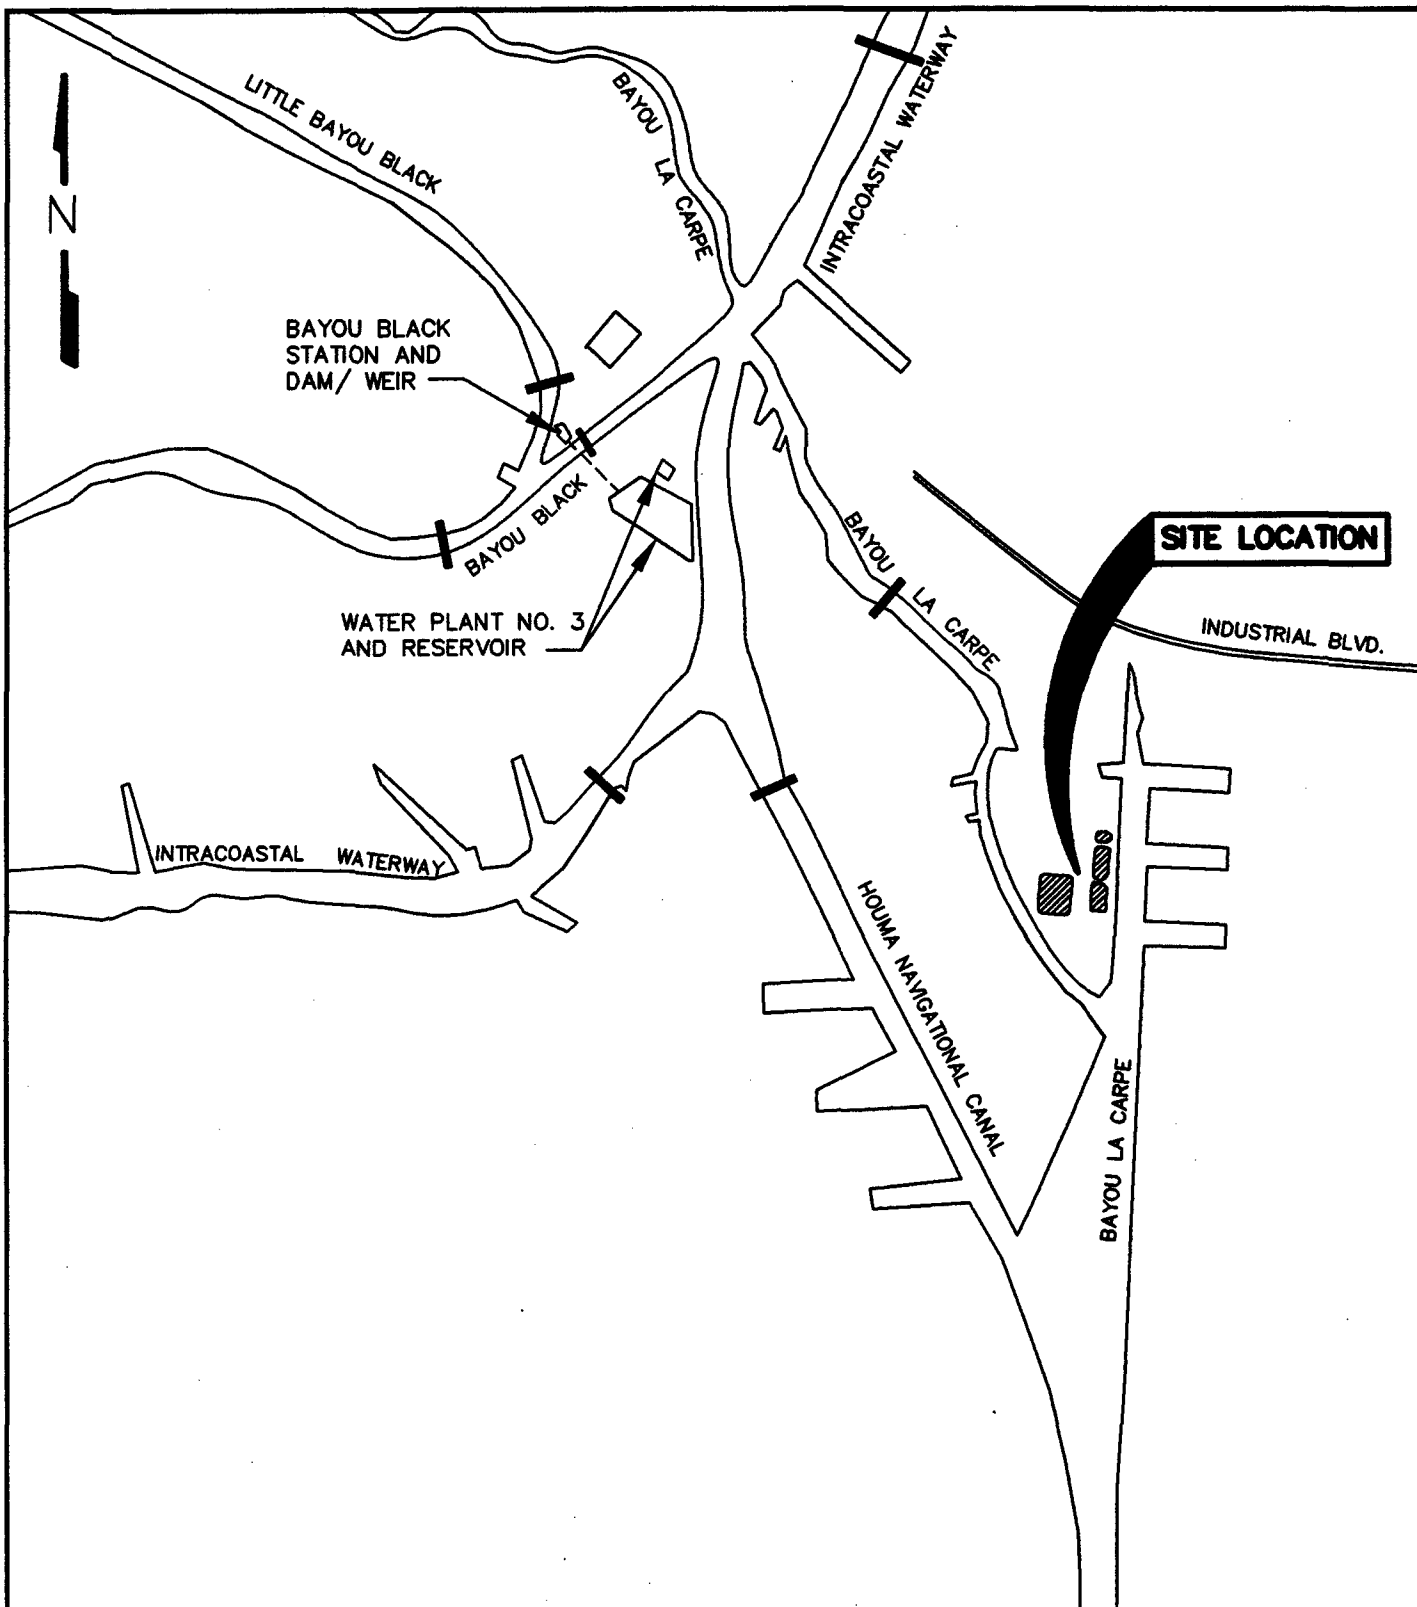 INTRACOASTAL WATERWAY
LITTLE BAYOU BLACK
BAYOU LA CARPE
N
BAYOU BLACK
STATION AND
DAM/ WEIR
BAYOU BLACK
SITE LOCATION
BAYOU LA CARPE
WATER PLANT NO. 3
AND RESERVOIR
INDUSTRIAL BLVD.
INTRACOASTAL WATERWAY
HOUMA NAVIGATIONAL CANAL
BAYOU LA CARPE